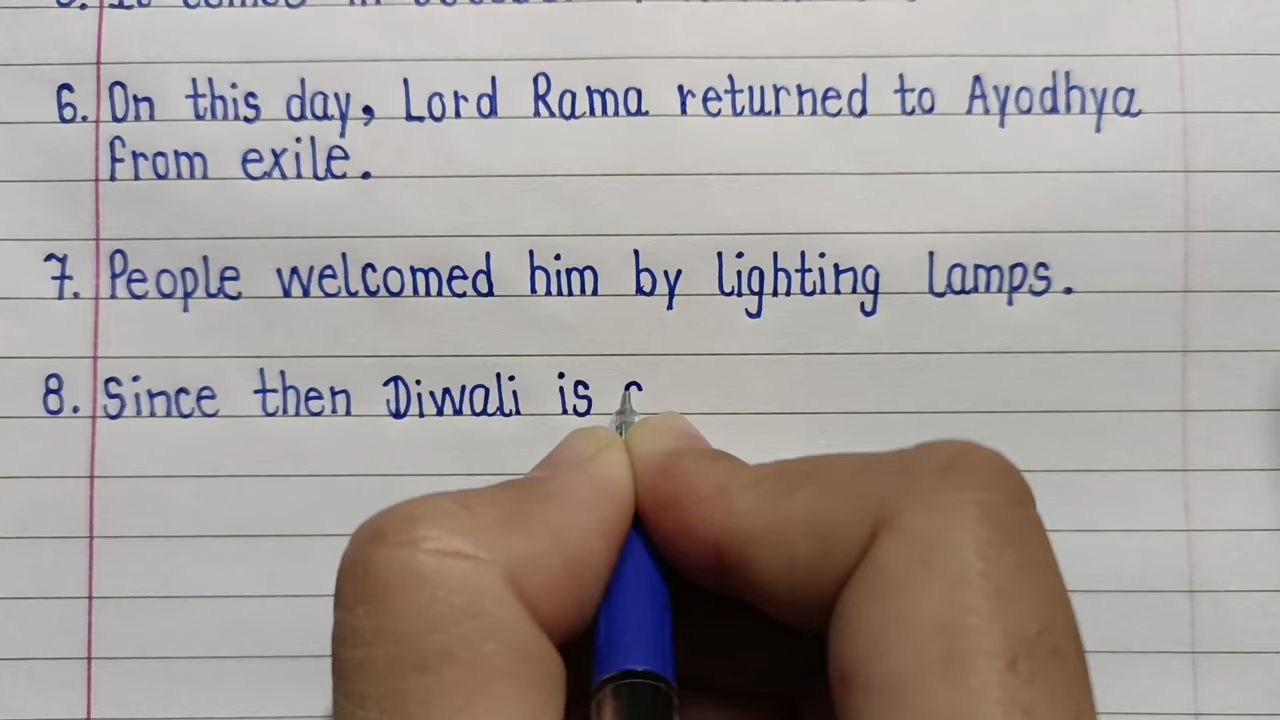 6. On this day, Lord Rama returned to Ayodhya
from exile.
7. People welcomed him by lighting lamps.
8. Since then Diwali is